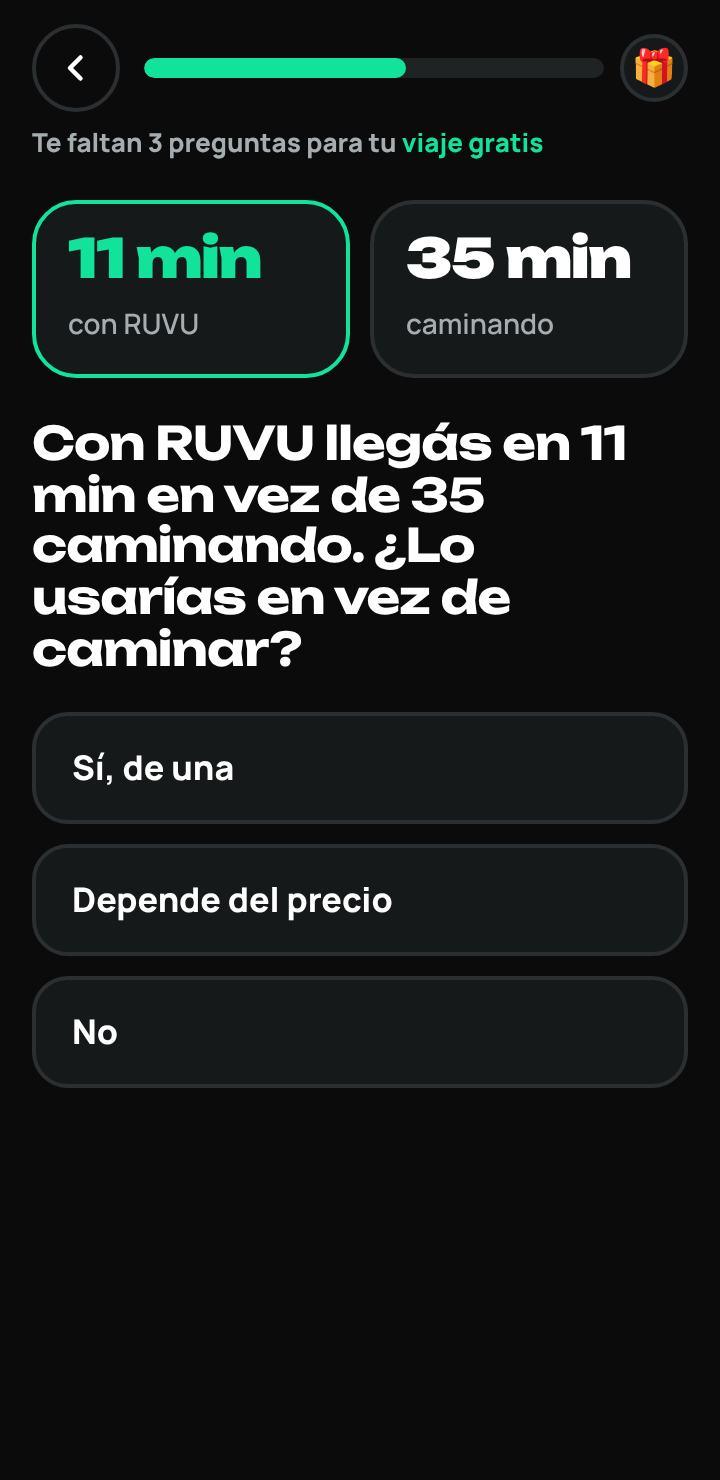 Te faltan 3 preguntas para tu viaje gratis
11 min
con RUVU
35 min
caminando
Con RUVU llegás en 11
min en vez de 35
caminando. ¿Lo
usarías en vez de
caminar?
Sí, de una
Depende del precio
No